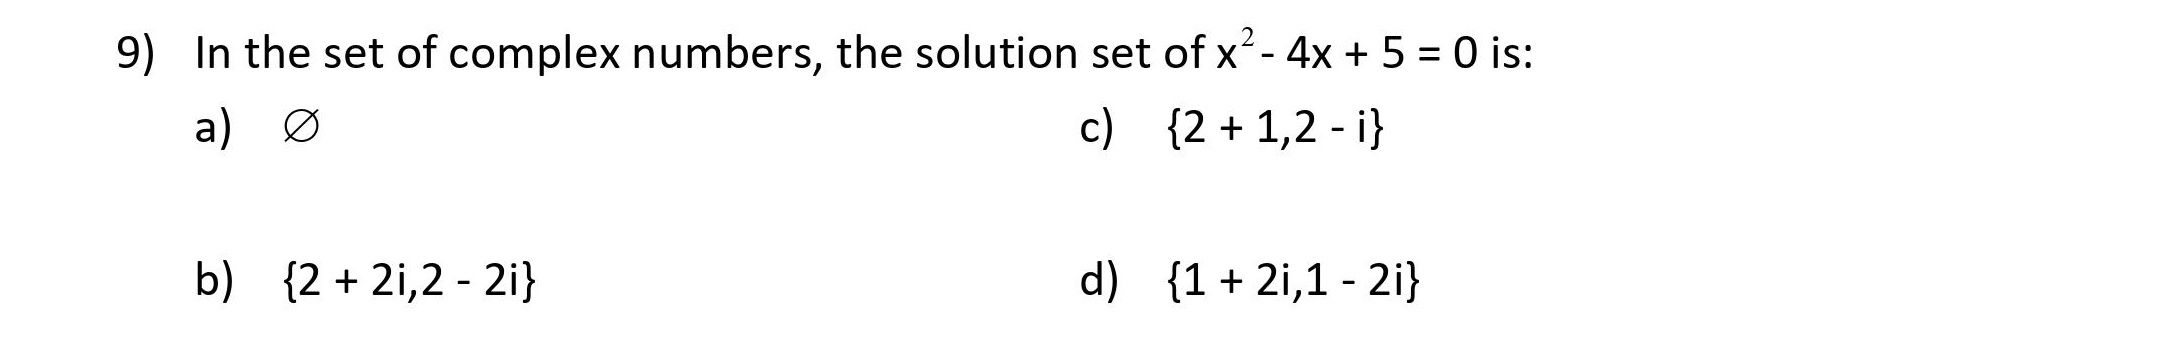 9) In the set of complex numbers, the solution set of x² - 4x + 5 = 0 is:
a) ∅
c) {2 + 1,2 - i}
b) {2 + 2i,2 - 2i}
d) {1 + 2i,1 - 2i}